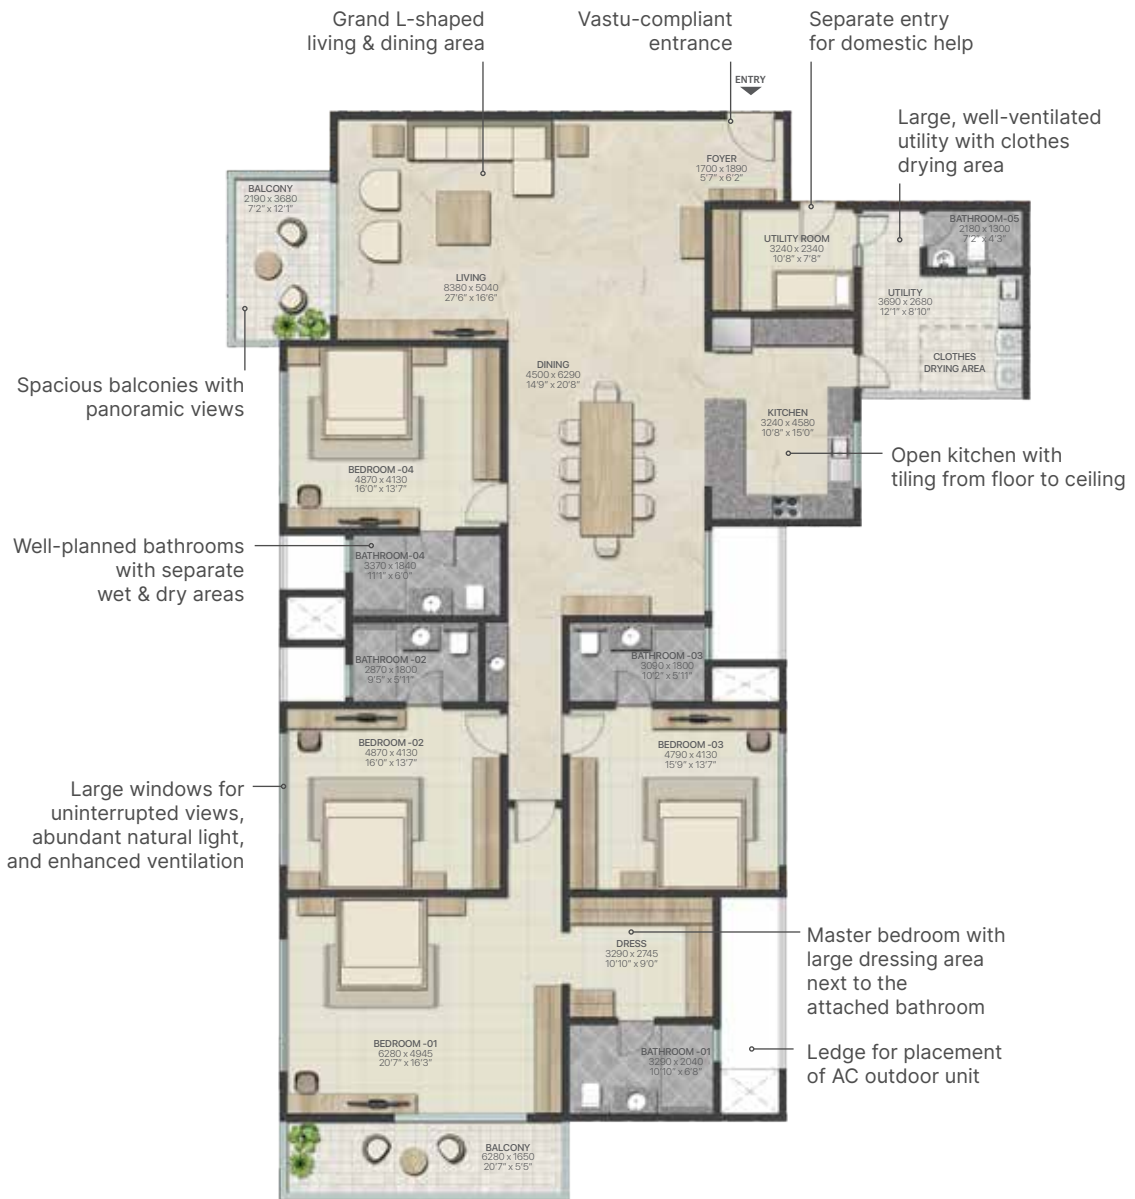 Grand L-shaped
living & dining area
Vastu-compliant
entrance
Separate entry
for domestic help
ENTRY
Large, well-ventilated
utility with clothes
drying area
FOYER
1700 x 1890
5'7" x 6'2"
BALCONY
2190 x 3680
7'2" x 12'1"
BATHROOM-05
2180 x 1300
7'2" x 4'3"
UTILITY ROOM
3240 x 2340
10'8" x 7'8"
LIVING
8380 x 5040
27'6" x 16'6"
UTILITY
3690 x 2680
12'1" x 8'10"
CLOTHES
DRYING AREA
DINING
4500 x 6290
14'9" x 20'8"
Spacious balconies with
panoramic views
KITCHEN
3240 x 4580
10'8" x 15'0"
Open kitchen with
tiling from floor to ceiling
BEDROOM -04
4870 x 4130
16'0" x 13'7"
Well-planned bathrooms
with separate
wet & dry areas
BATHROOM-04
3370 x 1840
11'1" x 6'0"
BATHROOM -02
2870 x 1800
9'5" x 5'11"
BATHROOM -03
3090 x 1800
10'2" x 5'11"
BEDROOM -02
4870 x 4130
16'0" x 13'7"
BEDROOM -03
4790 x 4130
15'9" x 13'7"
Large windows for
uninterrupted views,
abundant natural light,
and enhanced ventilation
DRESS
3290 x 2745
10'10" x 9'0"
Master bedroom with
large dressing area
next to the
attached bathroom
BEDROOM -01
6280 x 4945
20'7" x 16'3"
BATHROOM -01
3290 x 2040
10'10" x 6'8"
Ledge for placement
of AC outdoor unit
BALCONY
6280 x 1650
20'7" x 5'5"